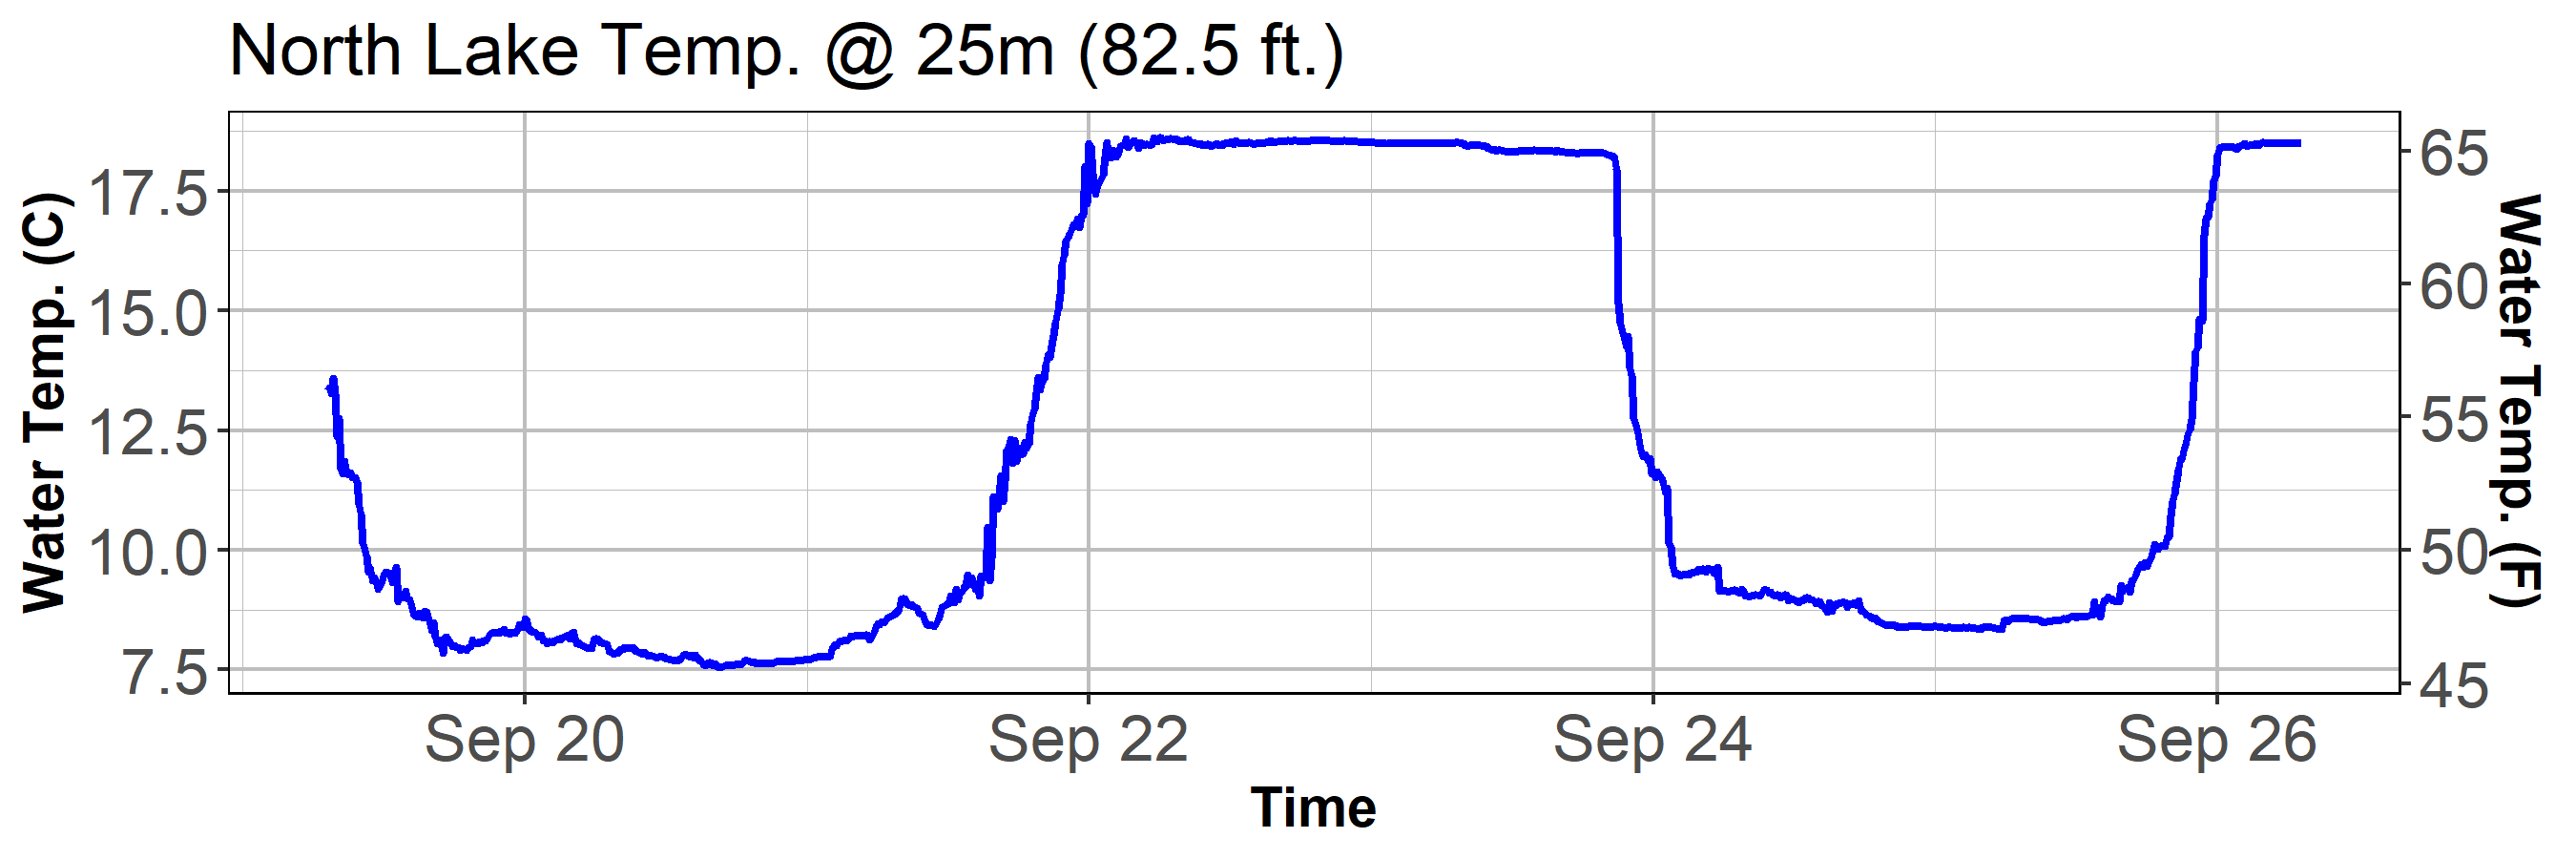 North Lake Temp. @ 25m (82.5 ft.)
Water Temp. (C)
17.5
15.0
12.5
10.0
7.5
65
60
55
50
45
Water Temp. (F)
Sep 20 Sep 22 Sep 24 Sep 26
Time